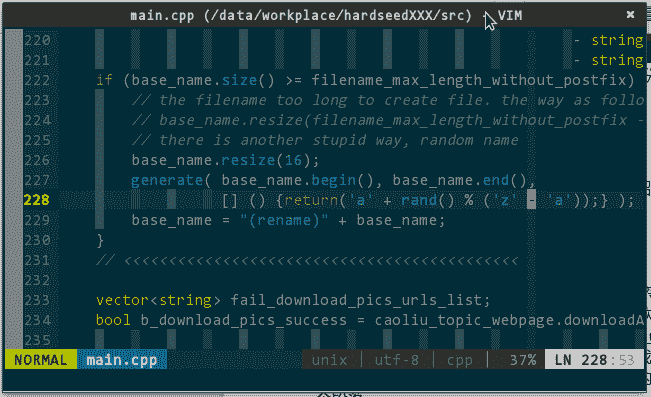 main.cpp (/data/workplace/hardseedXXX/src) - VIM ✖
220 - string
221 - string
222 if (base_name.size() >= filename_max_length_without_postfix)
223 // the filename too long to create file. the way as follo
224 // base_name.resize(filename_max_length_without_postfix -
225 // there is another stupid way, random name
226 base_name.resize(16);
227 generate( base_name.begin(), base_name.end(),
228 [] () {return('a' + rand() % ('z' - 'a'));} );
229 base_name = "(rename)" + base_name;
230 }
231 // <<<<<<<<<<<<<<<<<<<<<<<<<<<<<<<<<<<<<<<<<<<<
232
233 vector<string> fail_download_pics_urls_list;
234 bool b_download_pics_success = caoliu_topic_webpage.downloadA
235
NORMAL main.cpp unix | utf-8 | cpp | 37% LN 228:53